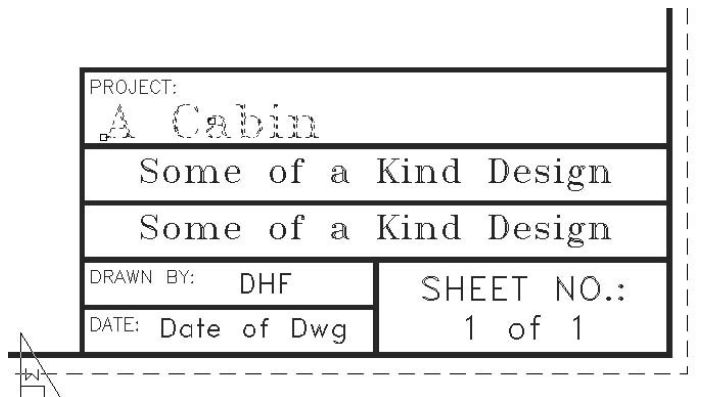 PROJECT:
A Cabin
Some of a Kind Design
Some of a Kind Design
DRAWN BY: DHF
DATE: Date of Dwg
SHEET NO.:
1 of 1